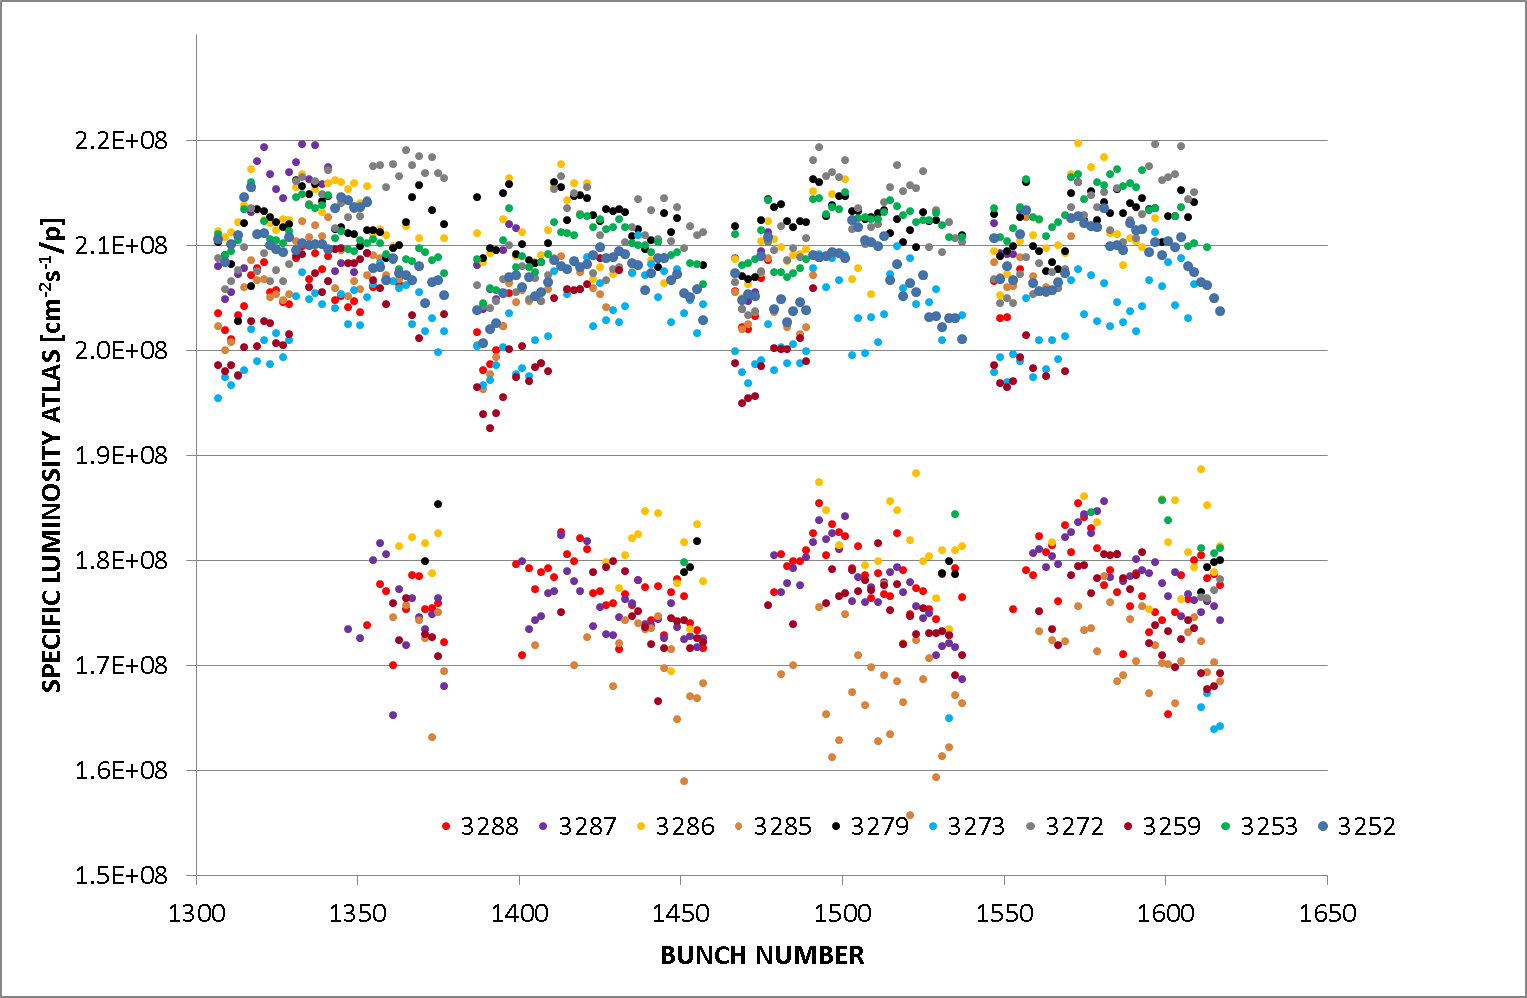 SPECIFIC LUMINOSITY ATLAS [cm⁻²s⁻¹/p]
2.2E+08
2.1E+08
2.0E+08
1.9E+08
1.8E+08
1.7E+08
1.6E+08
1.5E+08
3288 3287 3286 3285 3279 3273 3272 3259 3253 3252
1300 1350 1400 1450 1500 1550 1600 1650
BUNCH NUMBER